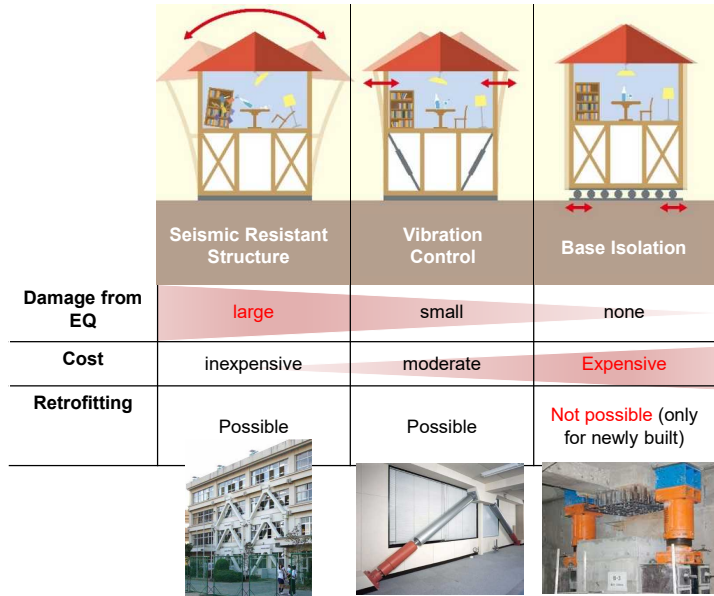 Seismic Resistant
Structure
Vibration
Control
Base Isolation
Damage from
EQ
large
small
none
Cost
inexpensive
moderate
Expensive
Retrofitting
Possible
Possible
Not possible (only
for newly built)